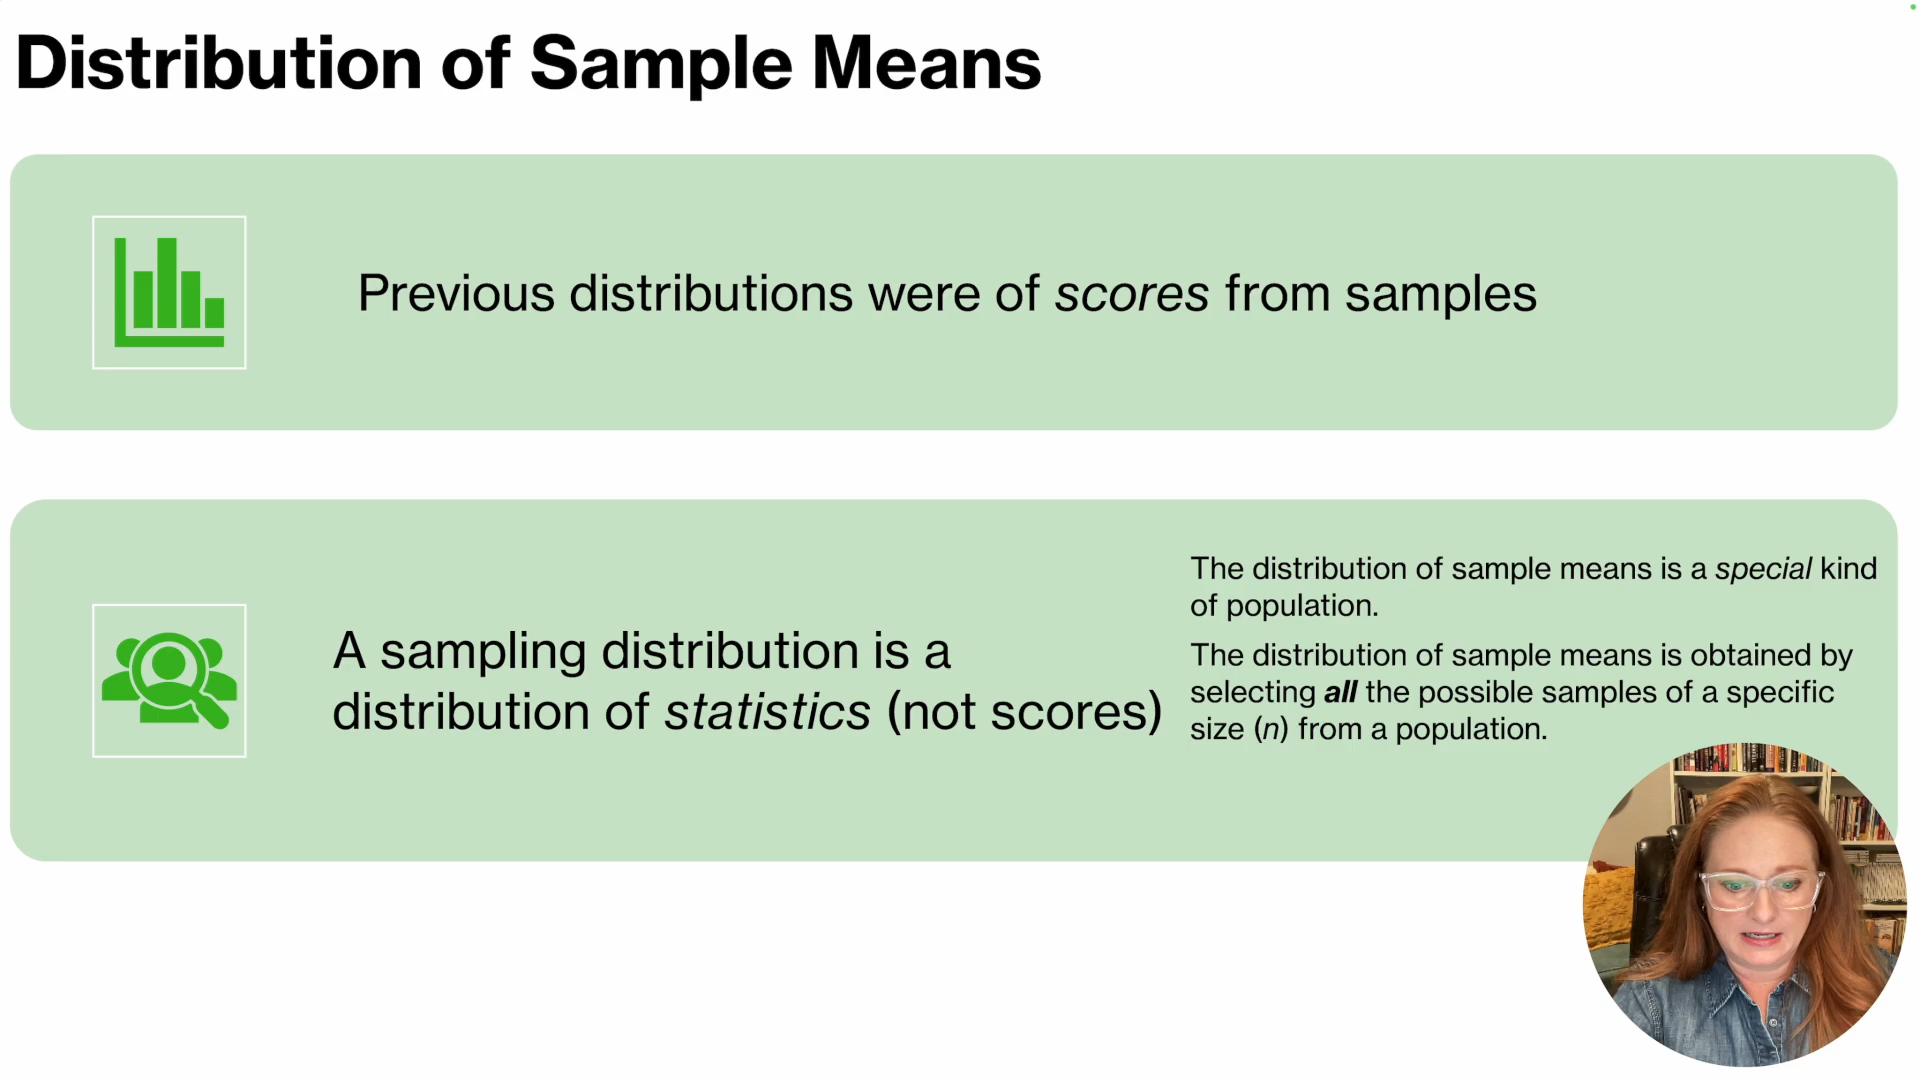 Distribution of Sample Means
Previous distributions were of scores from samples
A sampling distribution is a
distribution of statistics (not scores)
The distribution of sample means is a special kind
of population.
The distribution of sample means is obtained by
selecting all the possible samples of a specific
size (n) from a population.